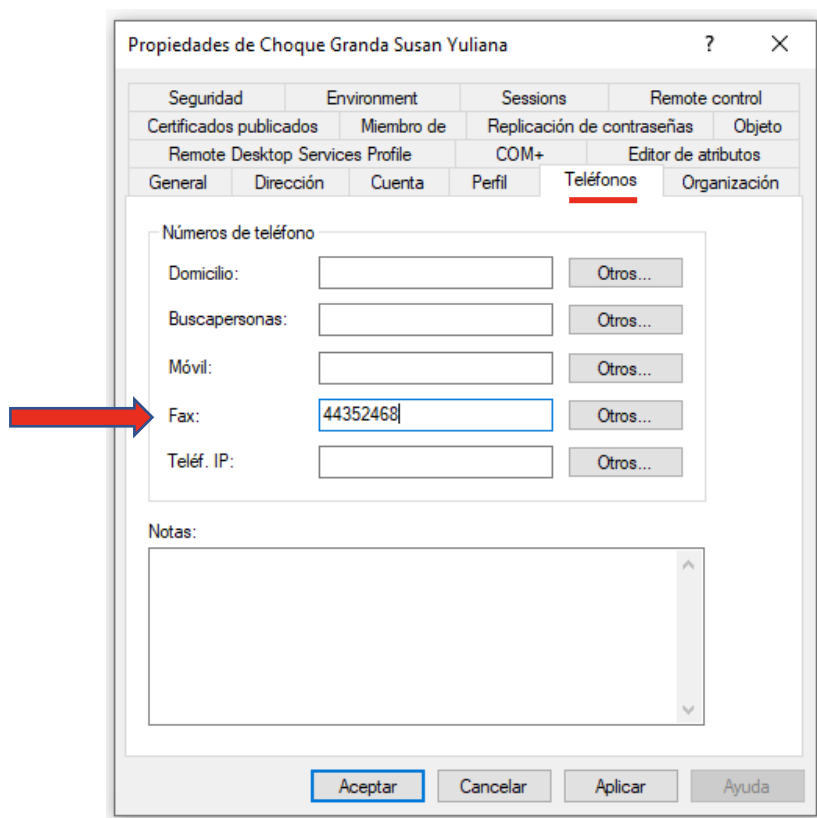 Propiedades de Choque Granda Susan Yuliana ? ×
Seguridad Environment Sessions Remote control
Certificados publicados Miembro de Replicación de contraseñas Objeto
Remote Desktop Services Profile COM+ Editor de atributos
General Dirección Cuenta Perfil Teléfonos Organización
Números de teléfono
Domicilio: Otros...
Buscapersonas: Otros...
Móvil: Otros...
Fax: 44352468 Otros...
Teléf. IP: Otros...
Notas:
Aceptar Cancelar Aplicar Ayuda